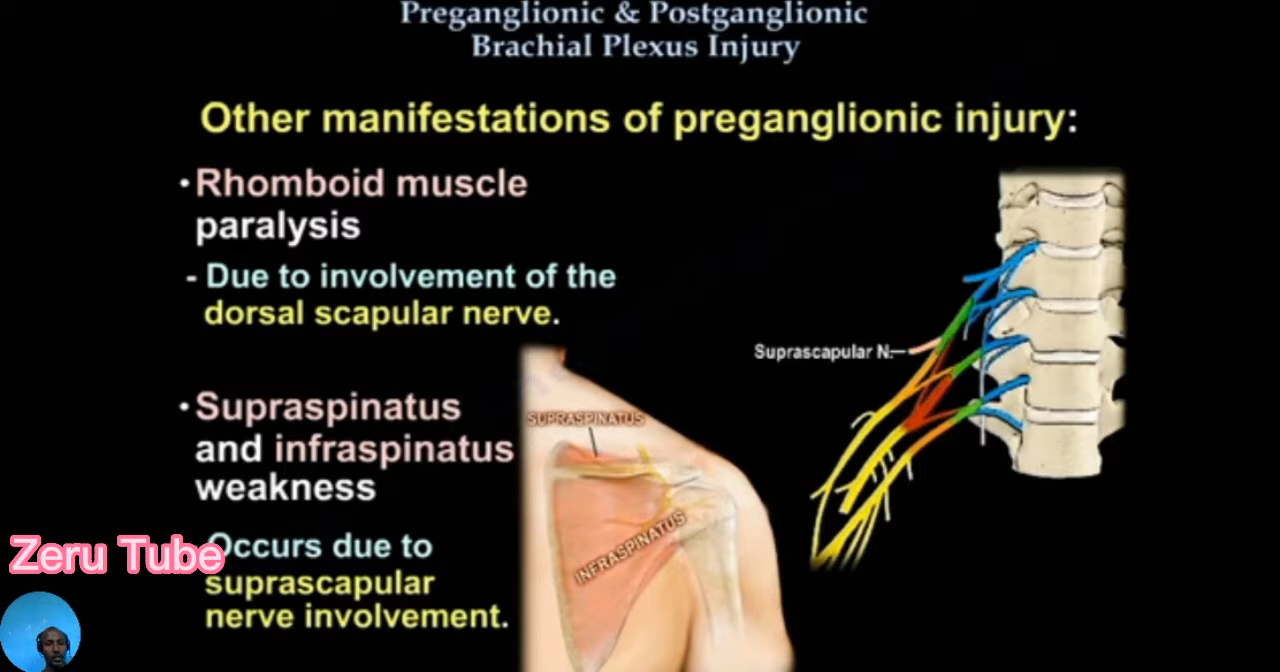 Preganglionic & Postganglionic
Brachial Plexus Injury
Other manifestations of preganglionic injury:
• Rhomboid muscle
paralysis
- Due to involvement of the
dorsal scapular nerve.
Suprascapular N.
• Supraspinatus
and infraspinatus
weakness
SUPRASPINATUS
INFRASPINATUS
Occurs due to
suprascapular
nerve involvement.
Zeru Tube